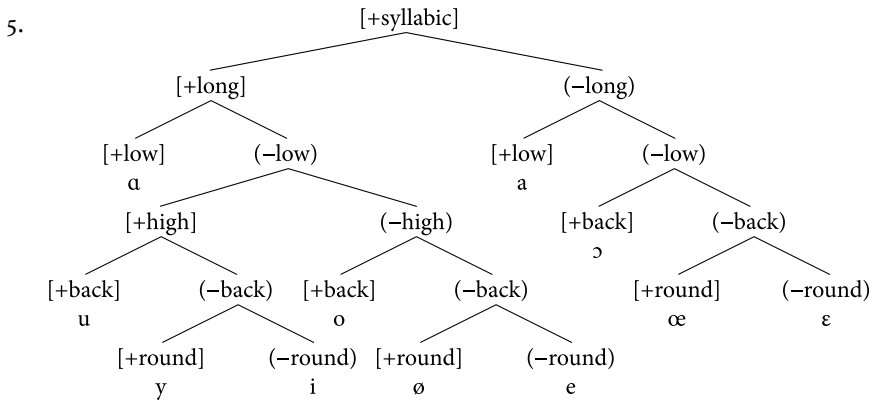 5. [+syllabic]
[+long] (−long)
[+low] (−low) [+low] (−low)
ɑ a
[+high] (−high) [+back] (−back)
ɔ
[+back] (−back) [+back] (−back) [+round] (−round)
u o œ ɛ
[+round] (−round) [+round] (−round)
y i ø e